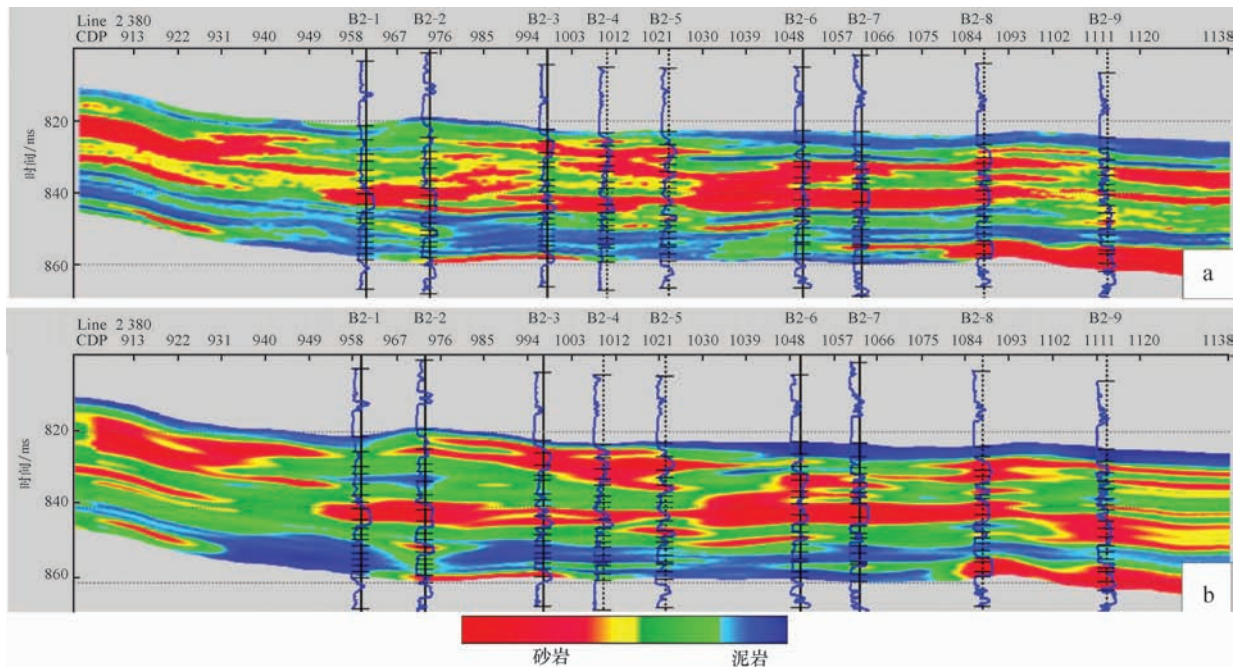 Line 2 380 B2-1 B2-2 B2-3 B2-4 B2-5 B2-6 B2-7 B2-8 B2-9
CDP 913 922 931 940 949 958 967 976 985 994 1003 1012 1021 1030 1039 1048 1057 1066 1075 1084 1093 1102 1111 1120 1138
820
时间/ms
840
860
a
Line 2 380 B2-1 B2-2 B2-3 B2-4 B2-5 B2-6 B2-7 B2-8 B2-9
CDP 913 922 931 940 949 958 967 976 985 994 1003 1012 1021 1030 1039 1048 1057 1066 1075 1084 1093 1102 1111 1120 1138
820
时间/ms
840
860
b
砂岩 泥岩